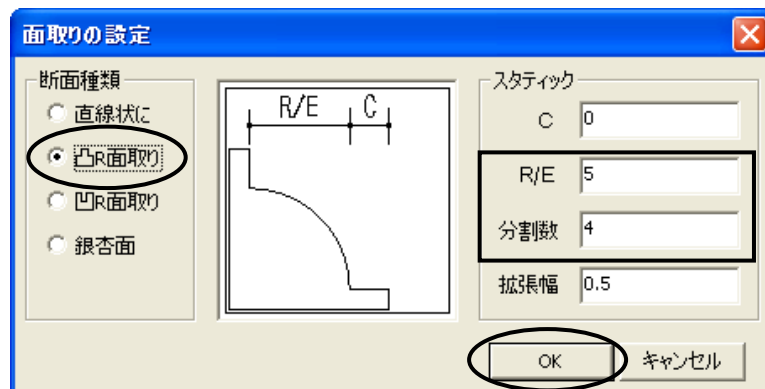 面取りの設定
断面種類
直線状に
凸R面取り
凹R面取り
銀杏面
R/E C
スタティック
C 0
R/E 5
分割数 4
拡張幅 0.5
OK キャンセル